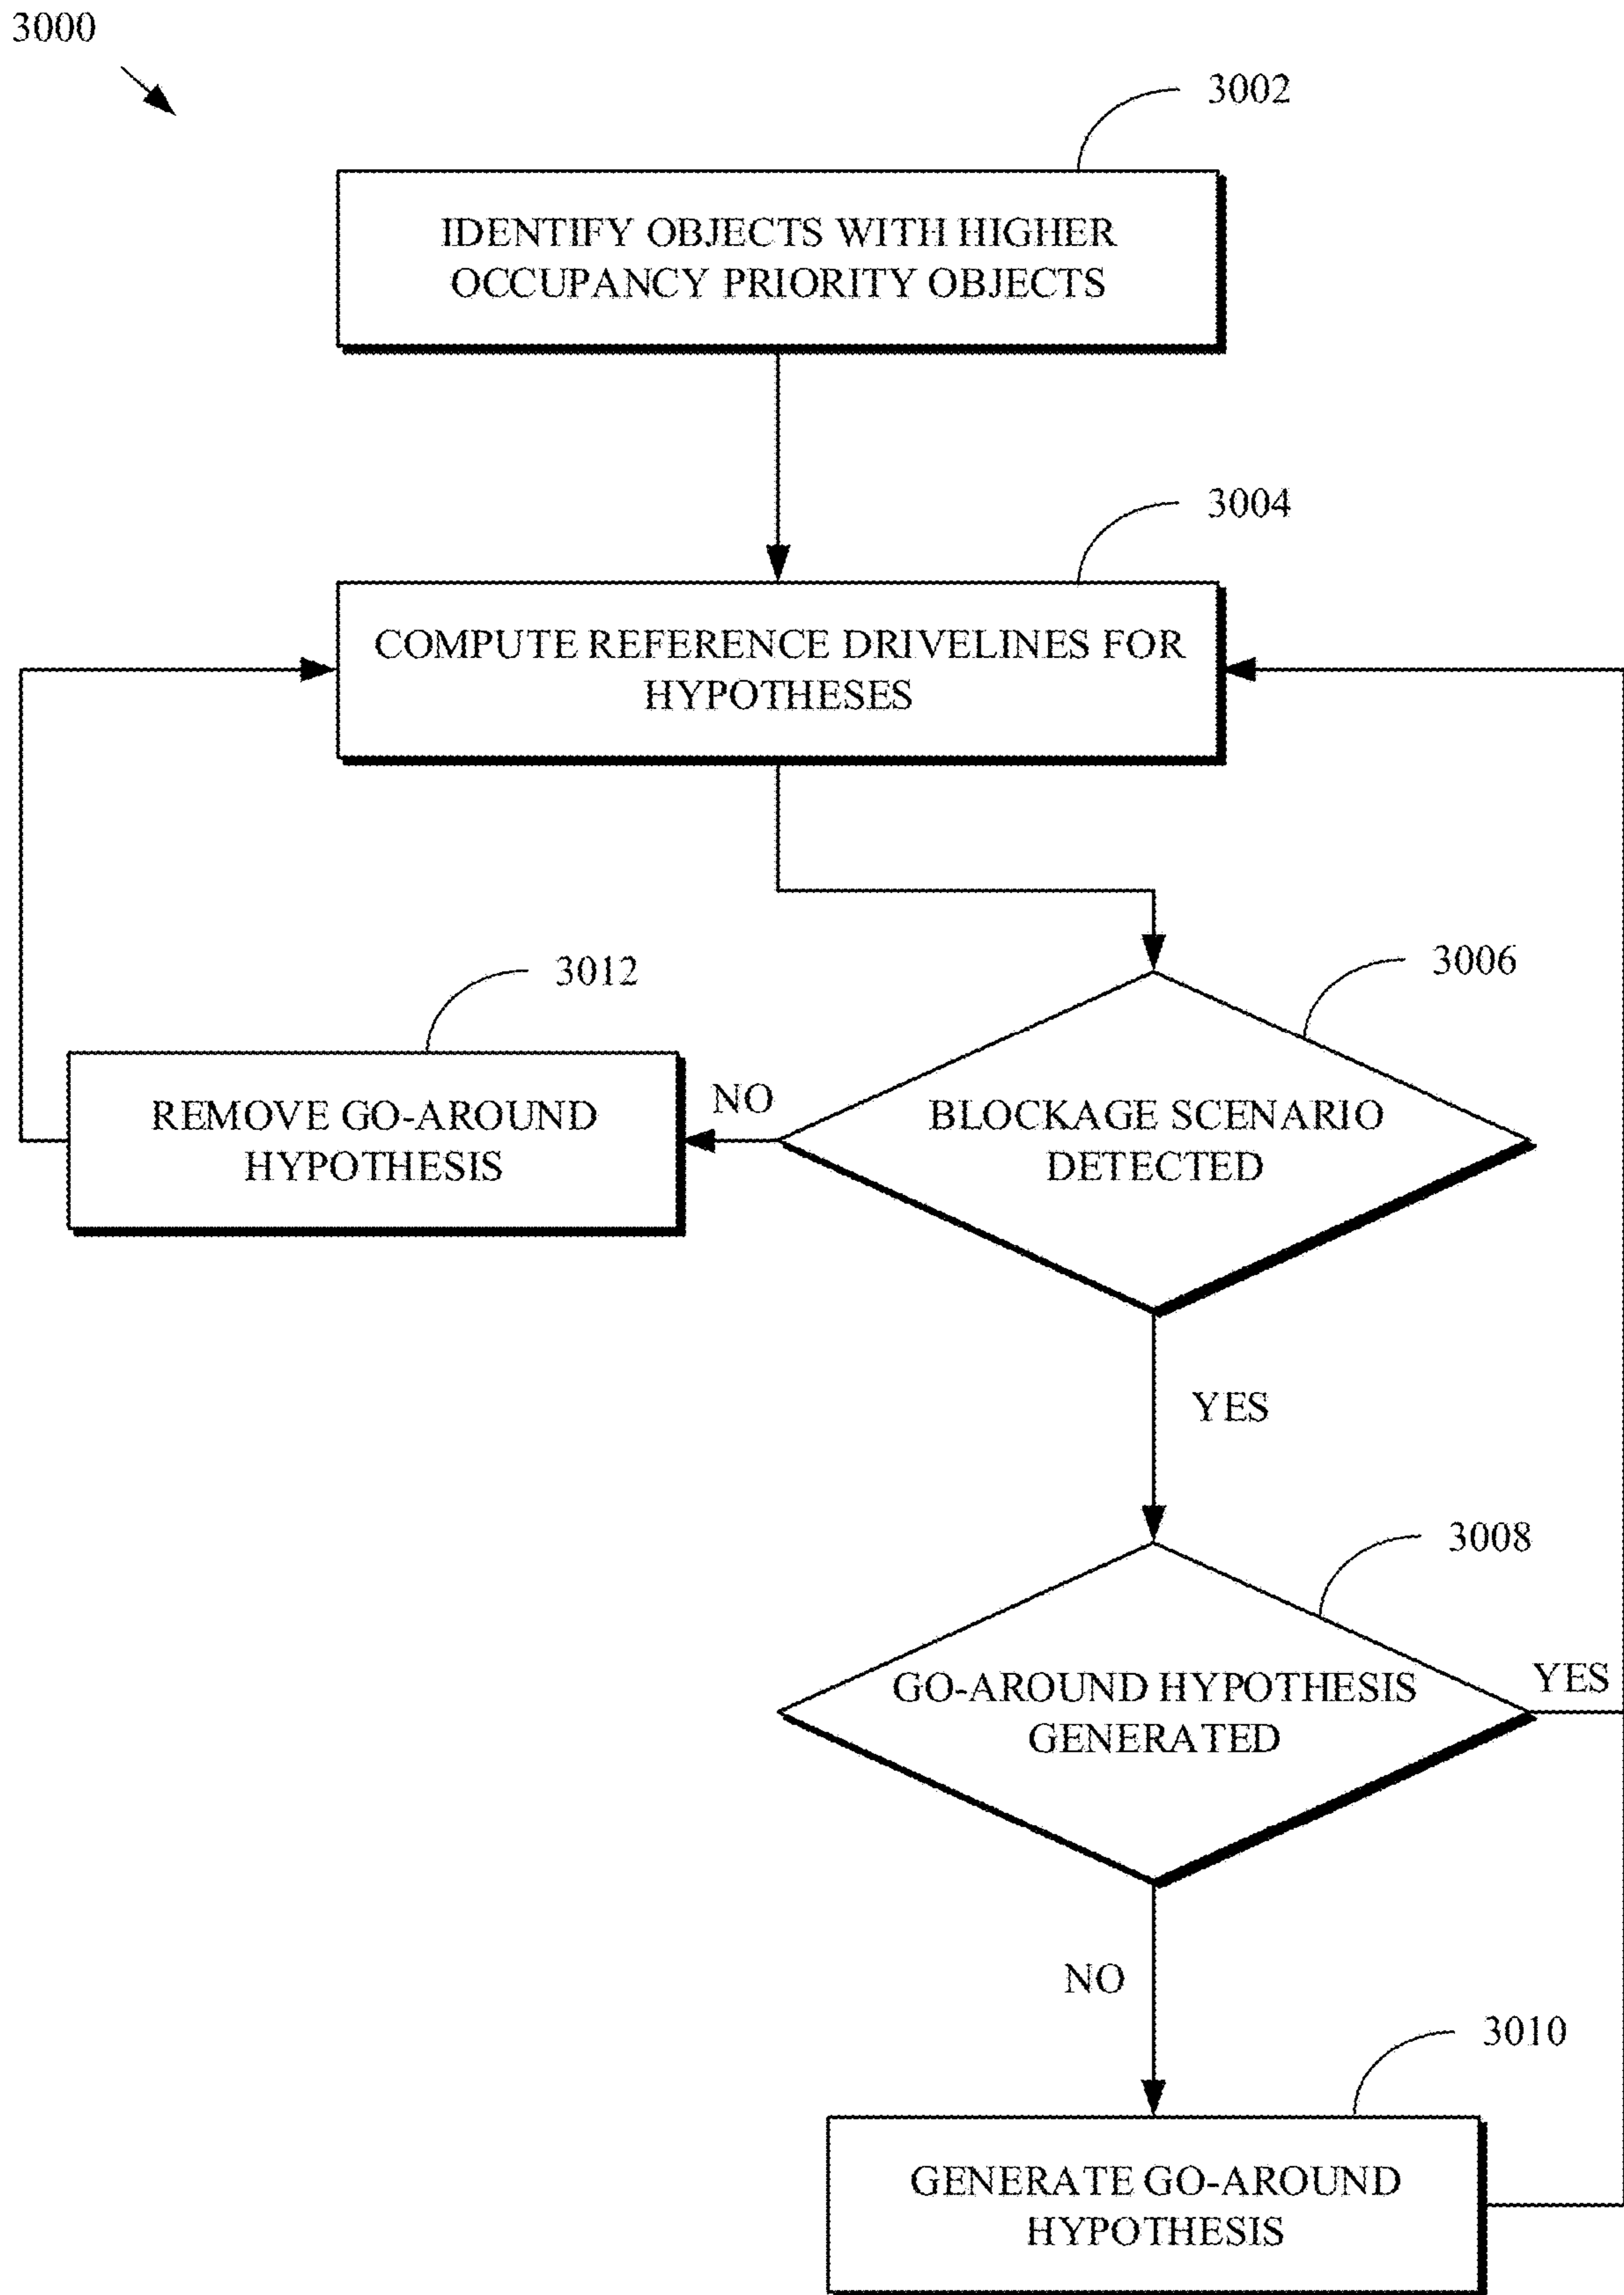 3000
3002
IDENTIFY OBJECTS WITH HIGHER
OCCUPANCY PRIORITY OBJECTS
3004
COMPUTE REFERENCE DRIVELINES FOR
HYPOTHESES
3006
3012
BLOCKAGE SCENARIO
DETECTED
NO
REMOVE GO-AROUND
HYPOTHESIS
YES
3008
GO-AROUND HYPOTHESIS
GENERATED
YES
NO
3010
GENERATE GO-AROUND
HYPOTHESIS